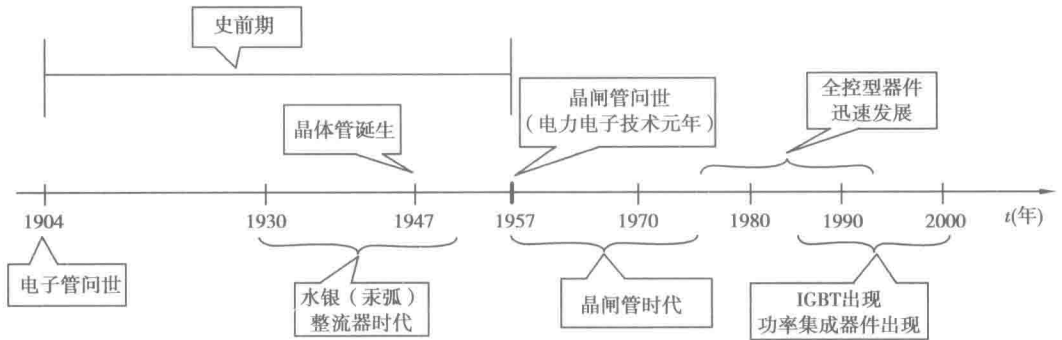 史前期
晶体管诞生
晶闸管问世
（电力电子技术元年）
全控型器件
迅速发展
1904
1930
1947
1957
1970
1980
1990
2000
t(年)
电子管问世
水银（汞弧）
整流器时代
晶闸管时代
IGBT出现
功率集成器件出现